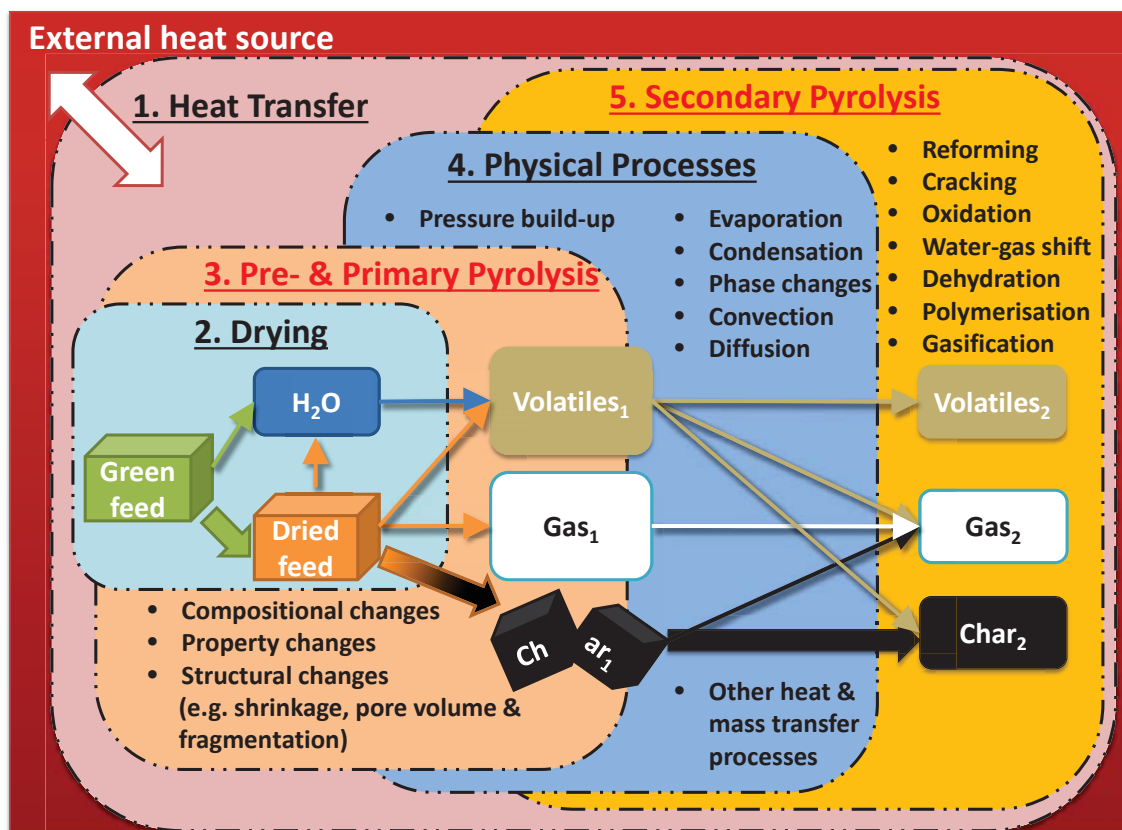 External heat source
1. Heat Transfer
5. Secondary Pyrolysis
• Reforming
• Cracking
• Oxidation
• Water-gas shift
• Dehydration
• Polymerisation
• Gasification
4. Physical Processes
• Pressure build-up
• Evaporation
• Condensation
• Phase changes
• Convection
• Diffusion
3. Pre- & Primary Pyrolysis
2. Drying
H₂O
Volatiles₁
Volatiles₂
Green
feed
Dried
feed
Gas₁
Gas₂
Ch
ar₁
Char₂
• Compositional changes
• Property changes
• Structural changes
(e.g. shrinkage, pore volume &
fragmentation)
• Other heat &
mass transfer
processes